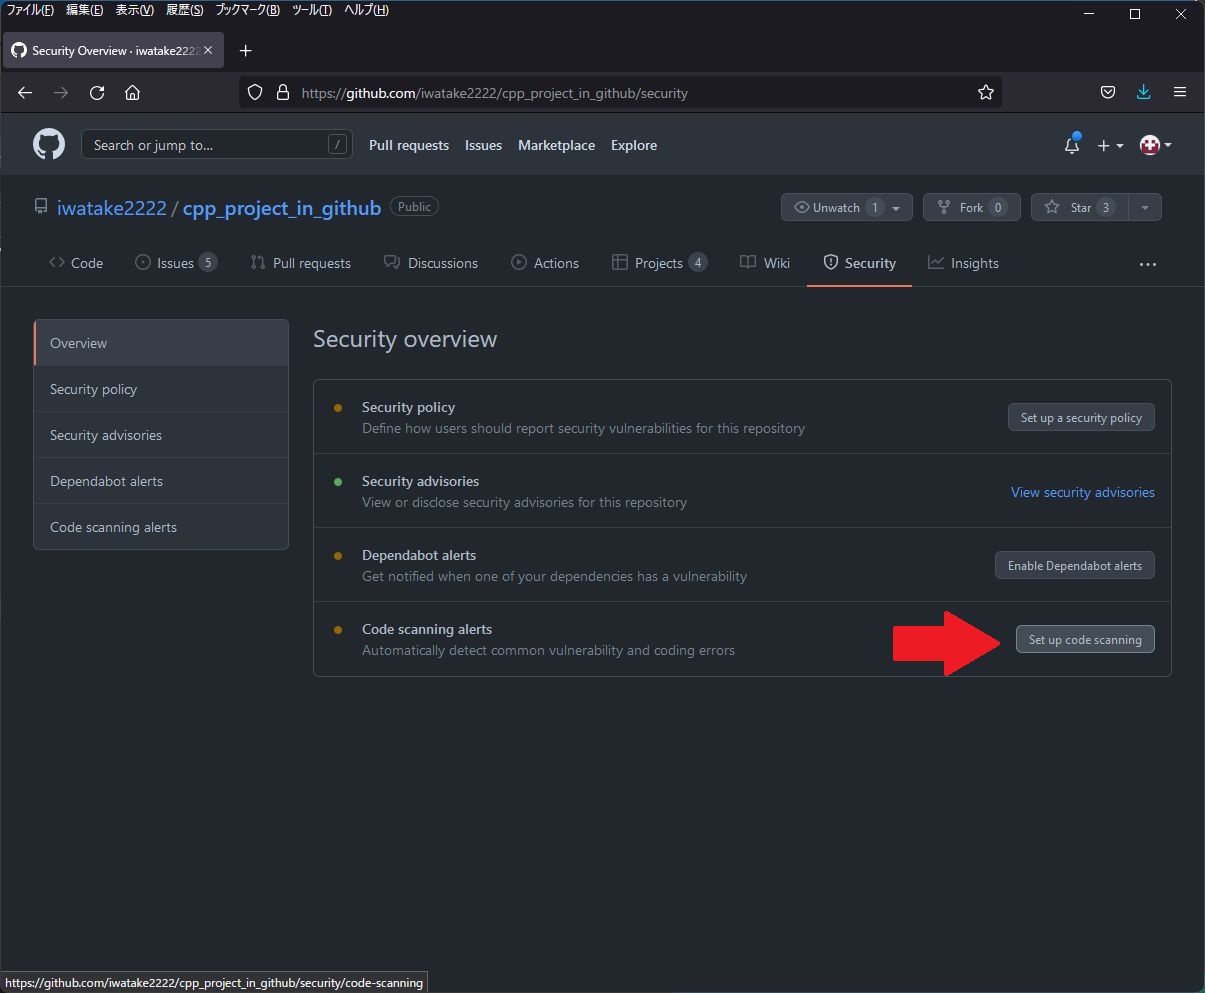 ファイル(F) 編集(E) 表示(V) 履歴(S) ブックマーク(B) ツール(T) ヘルプ(H)
Security Overview · iwatake2222
https://github.com/iwatake2222/cpp_project_in_github/security
Search or jump to... / Pull requests Issues Marketplace Explore
iwatake2222 / cpp_project_in_github Public Unwatch 1 Fork 0 Star 3
Code Issues 5 Pull requests Discussions Actions Projects 4 Wiki Security Insights
Overview
Security policy
Security advisories
Dependabot alerts
Code scanning alerts
Security overview
Security policy
Define how users should report security vulnerabilities for this repository
Set up a security policy
Security advisories
View or disclose security advisories for this repository
View security advisories
Dependabot alerts
Get notified when one of your dependencies has a vulnerability
Enable Dependabot alerts
Code scanning alerts
Automatically detect common vulnerability and coding errors
Set up code scanning
https://github.com/iwatake2222/cpp_project_in_github/security/code-scanning